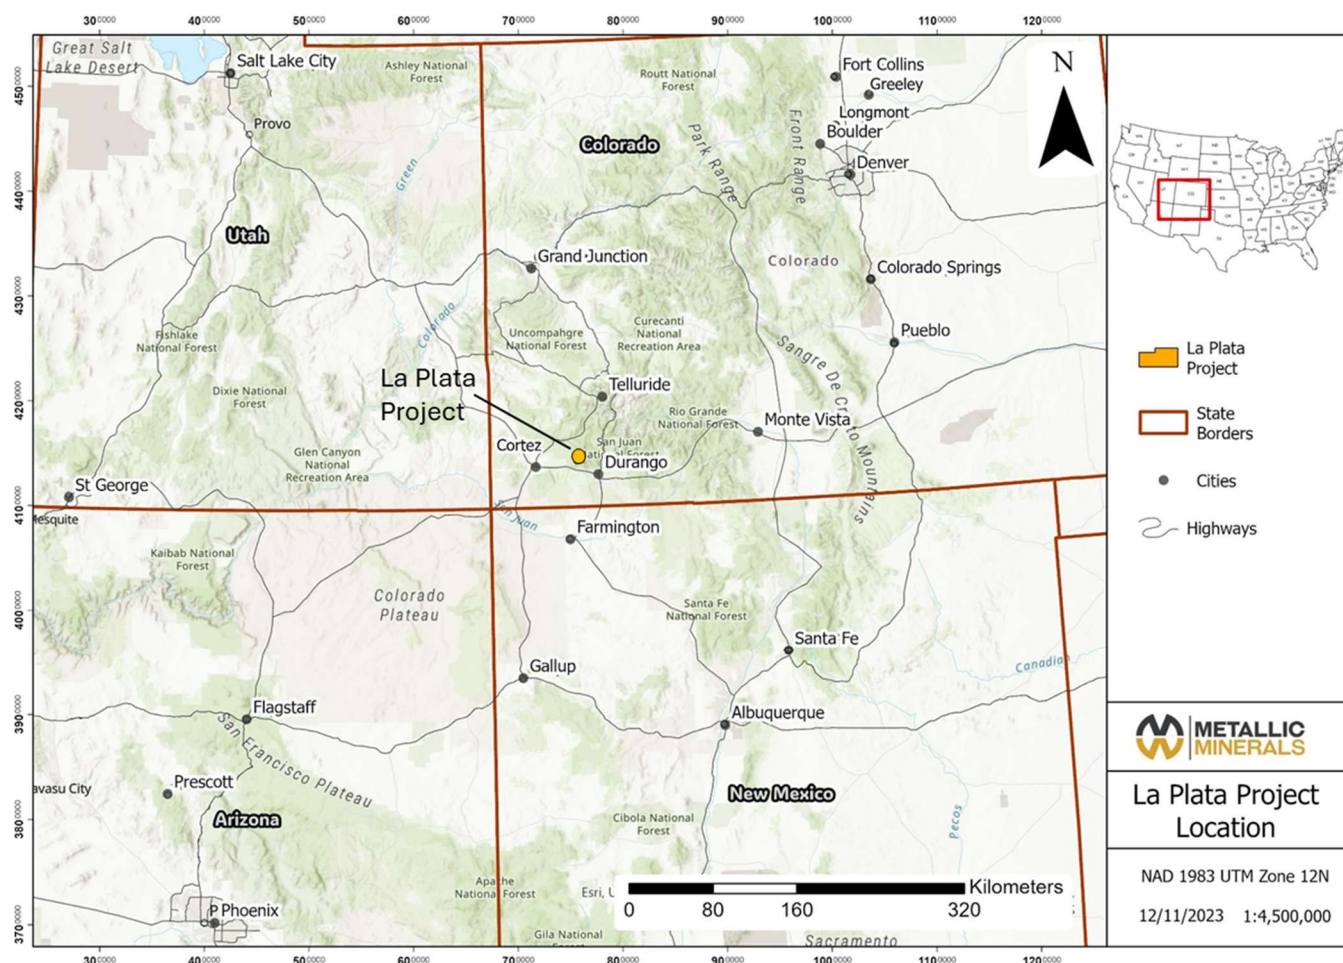 300000 400000 500000 600000 700000 800000 900000 1000000 1100000 1200000
Great Salt
Lake Desert
Salt Lake City
Ashley National
Forest
Routt National
Forest
Fort Collins
Greeley
Longmont
Boulder
Denver
Provo
Colorado
Park Range
Front Range
Green
Utah
Grand Junction
Colorado
Colorado Springs
Colorado
Fishlake
National Forest
Uncompahgre
National Forest
Curecanti
National
Recreation Area
Pueblo
Sangre De Cristo Mountains
La Plata
Project
Telluride
Dixie National
Forest
Rio Grande
National Forest
Monte Vista
Cortez
San Juan
National Forest
Durango
Glen Canyon
National
Recreation Area
St George
Mesquite
San Juan
Farmington
Kaibab National
Forest
Colorado
Plateau
Santa Fe
National Forest
Santa Fe
Canadian
Gallup
Flagstaff
Albuquerque
San Francisco Plateau
Prescott
avasu City
Arizona
New Mexico
Cibola National
Forest
Pecos
Apache
National Forest
Esri, U
P Phoenix
Gila National
Forest
Sacramento
Kilometers
0 80 160 320
4500000
4400000
4300000
4200000
4100000
4000000
3900000
3800000
3700000
300000 400000 500000 600000 700000 800000 900000 1000000 1100000 1200000
N
La Plata
Project
State
Borders
Cities
Highways
METALLIC
MINERALS
La Plata Project
Location
NAD 1983 UTM Zone 12N
12/11/2023 1:4,500,000